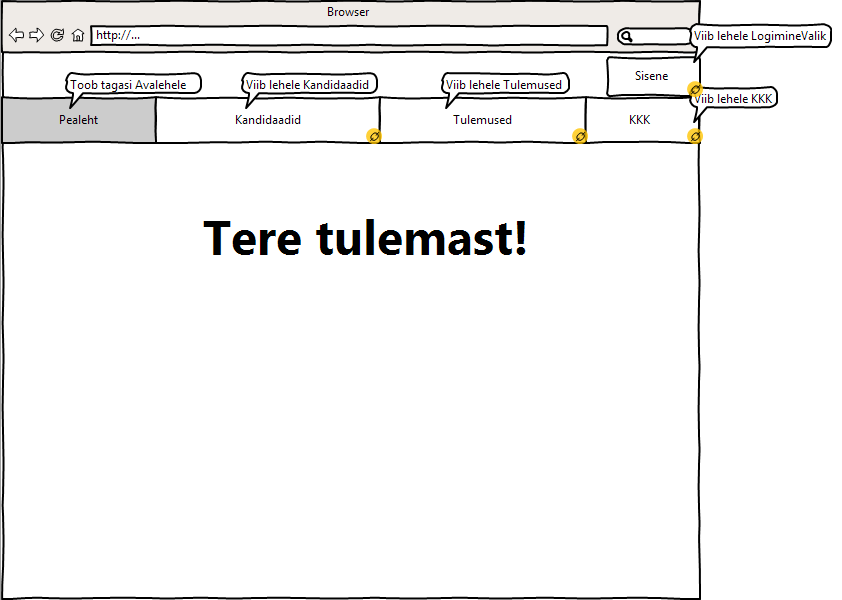 Browser
http://...
Viib lehele LogimineValik
Sisene
Toob tagasi Avalehele
Viib lehele Kandidaadid
Viib lehele Tulemused
Viib lehele KKK
Pealeht
Kandidaadid
Tulemused
KKK
Tere tulemast!